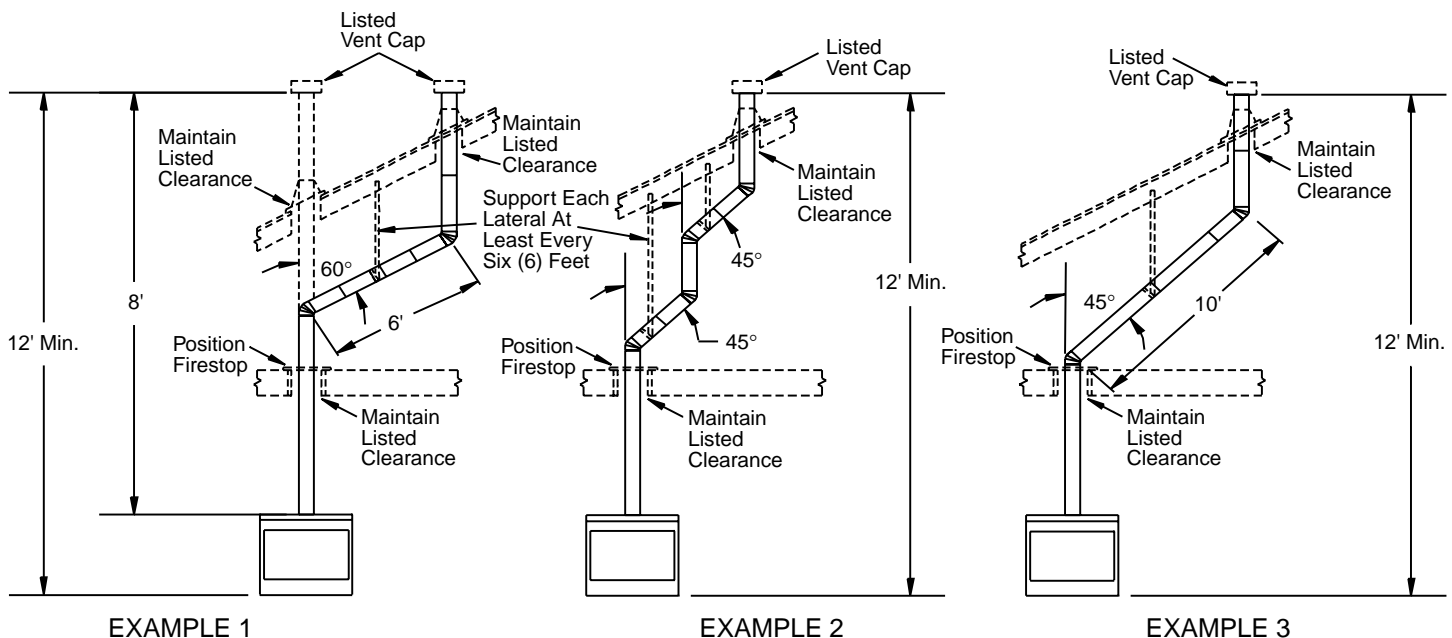 Listed
Vent Cap
Maintain
Listed
Clearance
Maintain
Listed
Clearance
Support Each
Lateral At
Least Every
Six (6) Feet
60°
8'
6'
12' Min.
Position
Firestop
Maintain
Listed
Clearance
EXAMPLE 1
Listed
Vent Cap
Maintain
Listed
Clearance
45°
45°
12' Min.
Position
Firestop
Maintain
Listed
Clearance
EXAMPLE 2
Listed
Vent Cap
Maintain
Listed
Clearance
45°
10'
12' Min.
Position
Firestop
Maintain
Listed
Clearance
EXAMPLE 3